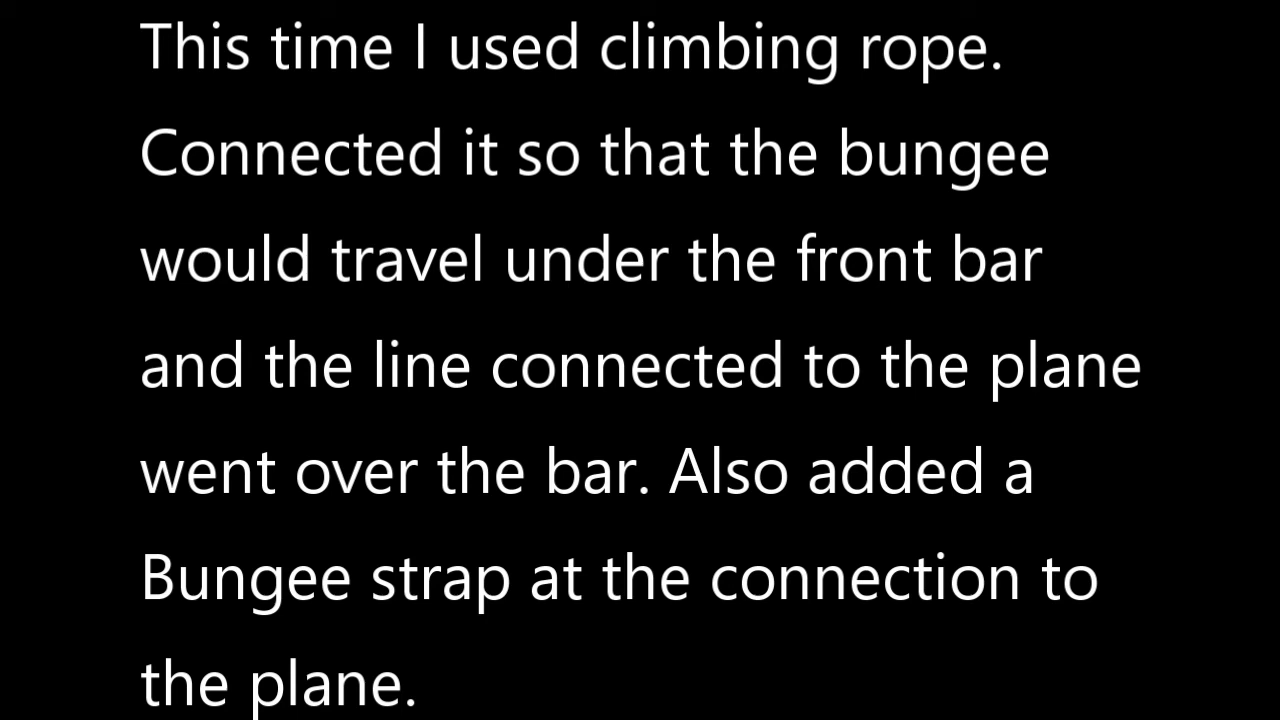 This time I used climbing rope.
Connected it so that the bungee
would travel under the front bar
and the line connected to the plane
went over the bar. Also added a
Bungee strap at the connection to
the plane.